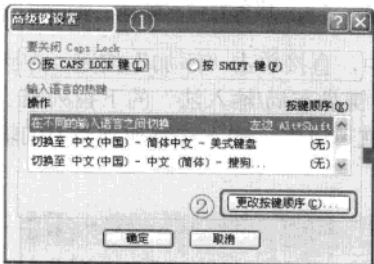 高级键设置 ①
要关闭 Caps Lock
按 CAPS LOCK 键(L) 按 SHIFT 键(F)
输入语言的热键
操作 按键顺序(K)
在不同的输入语言之间切换 左边 Alt+Shift
切换至 中文(中国) - 简体中文 - 美式键盘 (无)
切换至 中文(中国) - 中文 (简体) - 搜狗... (无)
② 更改按键顺序(C)...
确定 取消